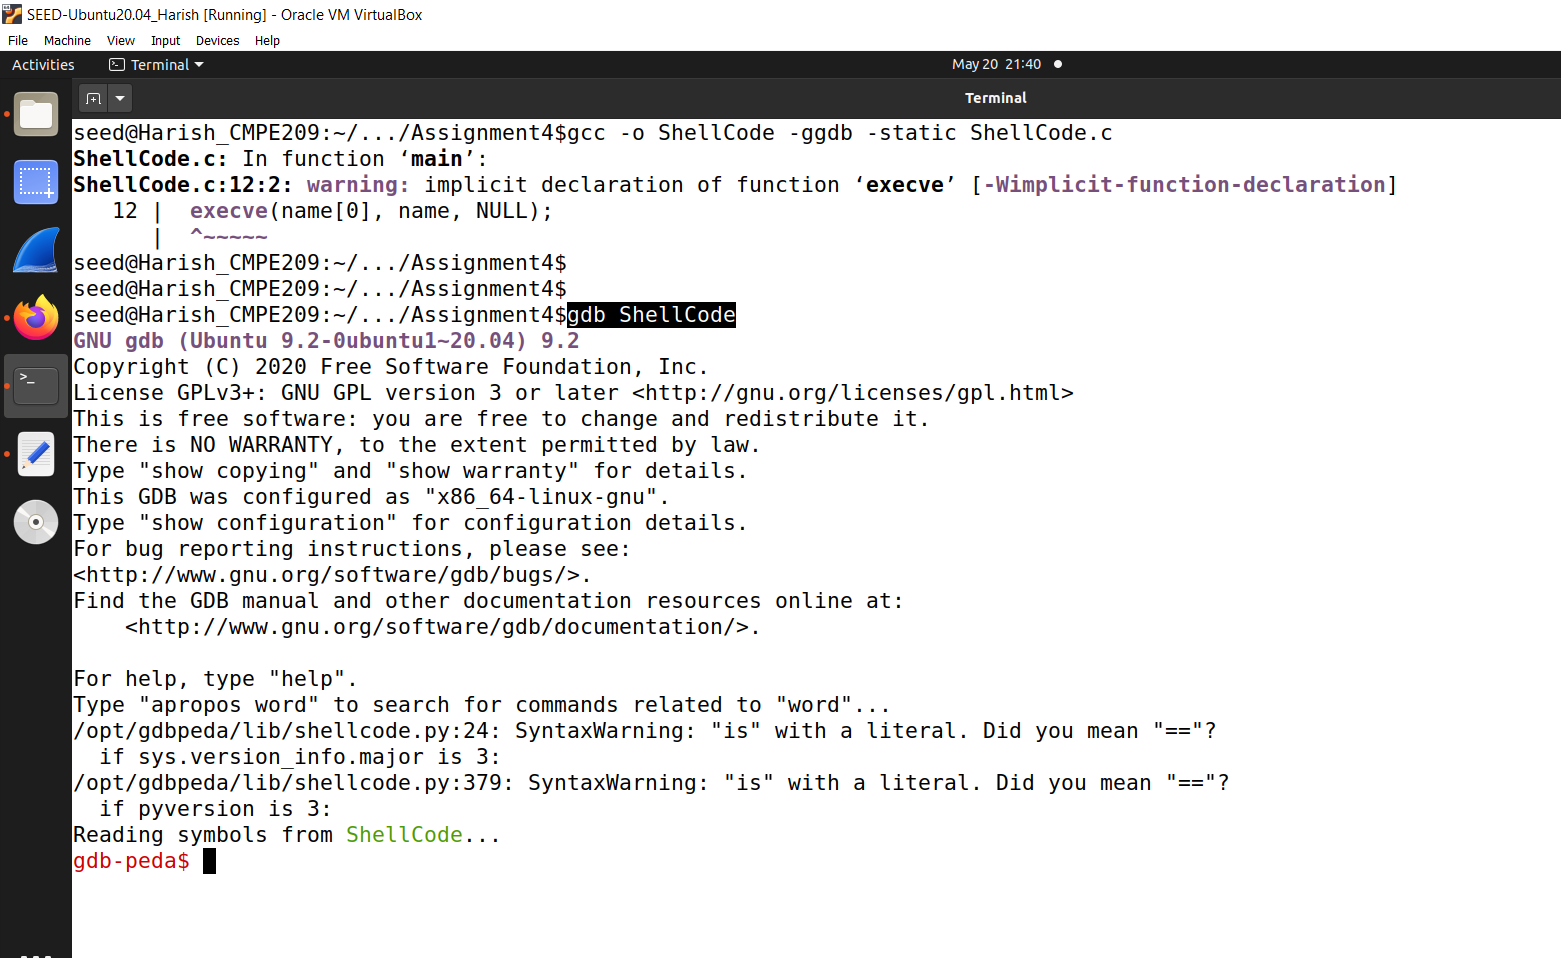 SEED-Ubuntu20.04_Harish [Running] - Oracle VM VirtualBox
File Machine View Input Devices Help
Activities Terminal May 20 21:40
Terminal
seed@Harish_CMPE209:~/.../Assignment4$gcc -o ShellCode -ggdb -static ShellCode.c
ShellCode.c: In function ‘main’:
ShellCode.c:12:2: warning: implicit declaration of function ‘execve’ [-Wimplicit-function-declaration]
   12 |  execve(name[0], name, NULL);
      |  ^~~~~~
seed@Harish_CMPE209:~/.../Assignment4$
seed@Harish_CMPE209:~/.../Assignment4$
seed@Harish_CMPE209:~/.../Assignment4$gdb ShellCode
GNU gdb (Ubuntu 9.2-0ubuntu1~20.04) 9.2
Copyright (C) 2020 Free Software Foundation, Inc.
License GPLv3+: GNU GPL version 3 or later <http://gnu.org/licenses/gpl.html>
This is free software: you are free to change and redistribute it.
There is NO WARRANTY, to the extent permitted by law.
Type "show copying" and "show warranty" for details.
This GDB was configured as "x86_64-linux-gnu".
Type "show configuration" for configuration details.
For bug reporting instructions, please see:
<http://www.gnu.org/software/gdb/bugs/>.
Find the GDB manual and other documentation resources online at:
    <http://www.gnu.org/software/gdb/documentation/>.
For help, type "help".
Type "apropos word" to search for commands related to "word"...
/opt/gdbpeda/lib/shellcode.py:24: SyntaxWarning: "is" with a literal. Did you mean "=="?
  if sys.version_info.major is 3:
/opt/gdbpeda/lib/shellcode.py:379: SyntaxWarning: "is" with a literal. Did you mean "=="?
  if pyversion is 3:
Reading symbols from ShellCode...
gdb-peda$